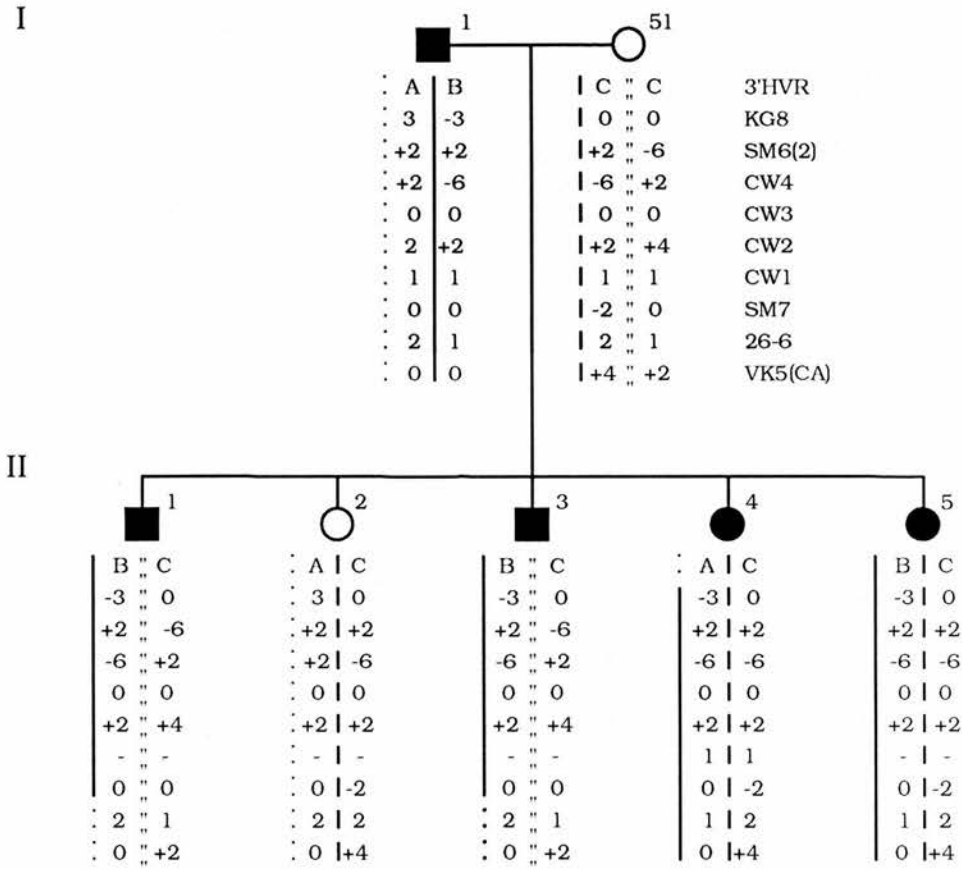 I
1 51
A B C C 3'HVR
3 -3 0 0 KG8
+2 +2 +2 -6 SM6(2)
+2 -6 -6 +2 CW4
0 0 0 0 CW3
2 +2 +2 +4 CW2
1 1 1 1 CW1
0 0 -2 0 SM7
2 1 2 1 26-6
0 0 +4 +2 VK5(CA)
II
1 2 3 4 5
B C A C B C A C B C
-3 0 3 0 -3 0 -3 0 -3 0
+2 -6 +2 +2 +2 -6 +2 +2 +2 +2
-6 +2 +2 -6 -6 +2 -6 -6 -6 -6
0 0 0 0 0 0 0 0 0 0
+2 +4 +2 +2 +2 +4 +2 +2 +2 +2
- - - - - - 1 1 - -
0 0 0 -2 0 0 0 -2 0 -2
2 1 2 2 2 1 1 2 1 2
0 +2 0 +4 0 +2 0 +4 0 +4